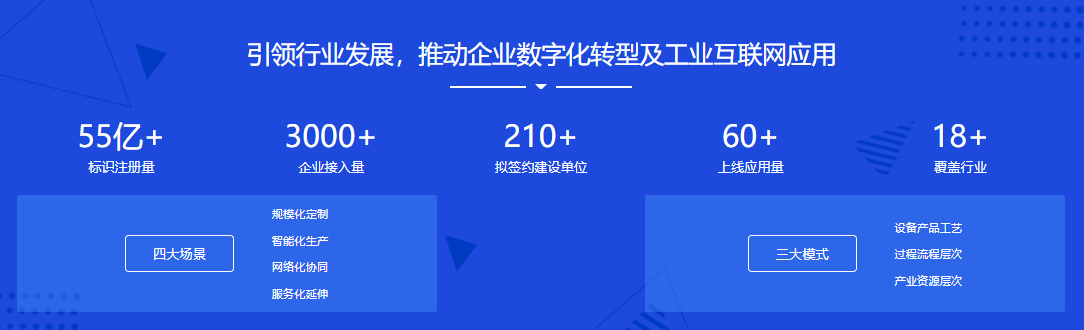 引领行业发展，推动企业数字化转型及工业互联网应用
55亿+ 3000+ 210+ 60+ 18+
标识注册量 企业接入量 拟签约建设单位 上线应用量 覆盖行业
四大场景
规模化定制
智能化生产
网络化协同
服务化延伸
三大模式
设备产品工艺
过程流程层次
产业资源层次